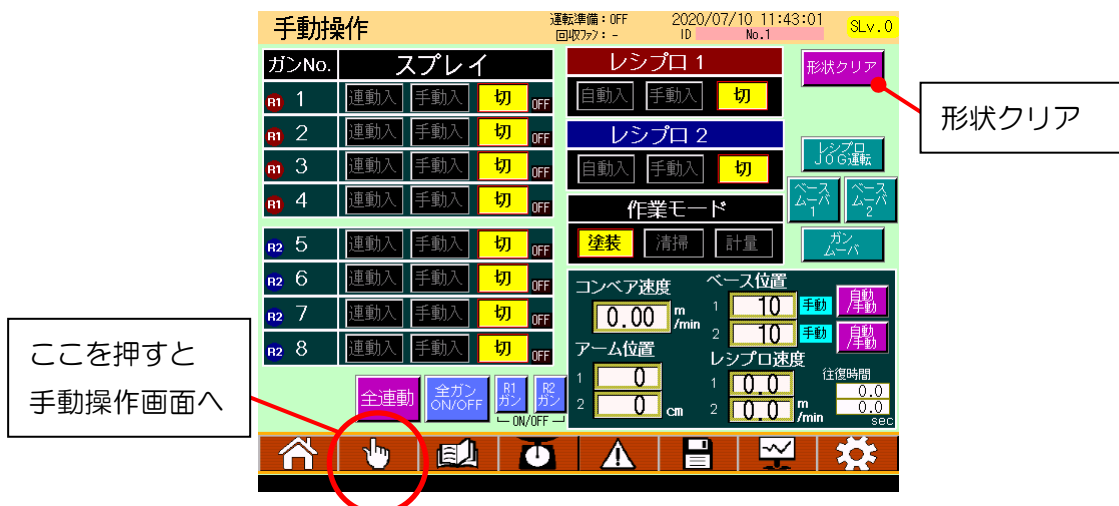 手動操作
運転準備：OFF
回収ﾌｧﾝ：-
2020/07/10 11:43:01
ID No.1
SLv.0
ガンNo. スプレイ
R1 1 連動入 手動入 切 OFF
R1 2 連動入 手動入 切 OFF
R1 3 連動入 手動入 切 OFF
R1 4 連動入 手動入 切 OFF
R2 5 連動入 手動入 切 OFF
R2 6 連動入 手動入 切 OFF
R2 7 連動入 手動入 切 OFF
R2 8 連動入 手動入 切 OFF
全連動
全ガン
ON/OFF
R1
ガン
R2
ガン
ON/OFF
レシプロ 1
自動入 手動入 切
レシプロ 2
自動入 手動入 切
作業モード
塗装 清掃 計量
形状クリア
レシプロ
JOG運転
ベース
ムーバ
1
ベース
ムーバ
2
ガン
ムーバ
コンベア速度
0.00 m/min
ベース位置
1 10 手動 自動/手動
2 10 手動 自動/手動
アーム位置
1 0
2 0 cm
レシプロ速度
1 0.0
2 0.0 m/min
往復時間
0.0
0.0
sec
形状クリア
ここを押すと
手動操作画面へ